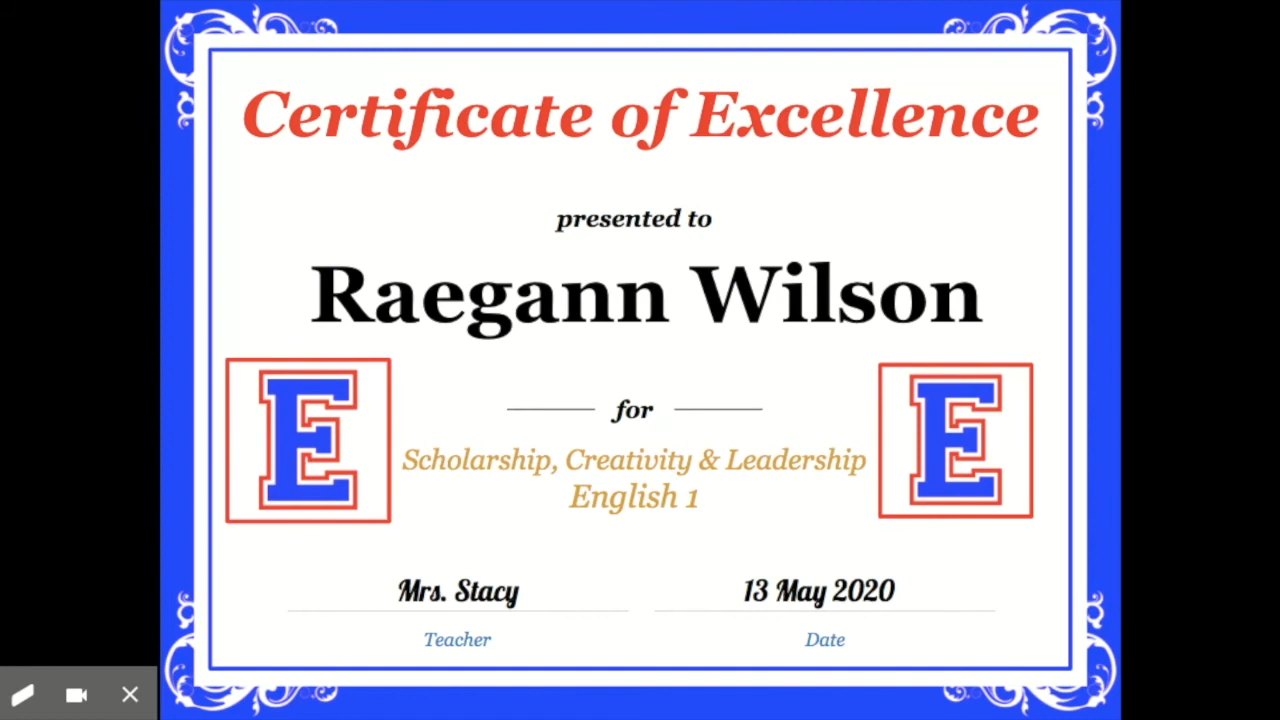 Certificate of Excellence
presented to
Raegann Wilson
for
E
E
Scholarship, Creativity & Leadership
English 1
Mrs. Stacy
13 May 2020
Teacher
Date